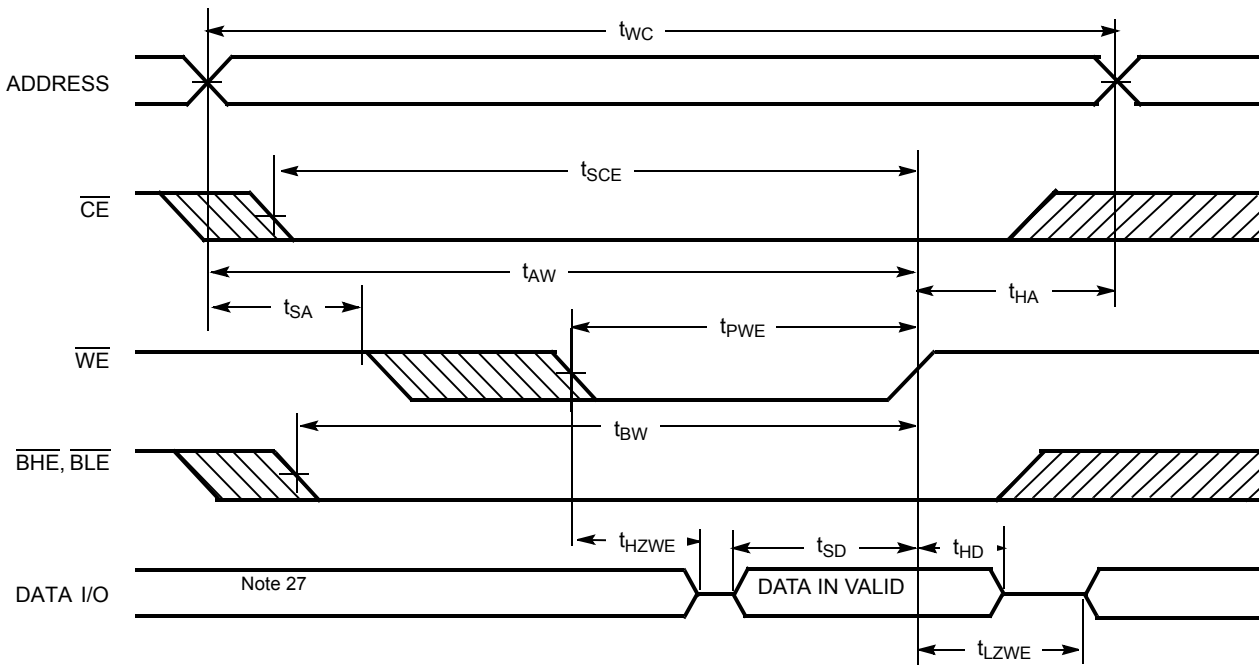 tWC
ADDRESS
tSCE
CE
tAW
tSA
tHA
tPWE
WE
tBW
BHE, BLE
tHZWE
tSD
tHD
DATA I/O
Note 27
DATA IN VALID
tLZWE